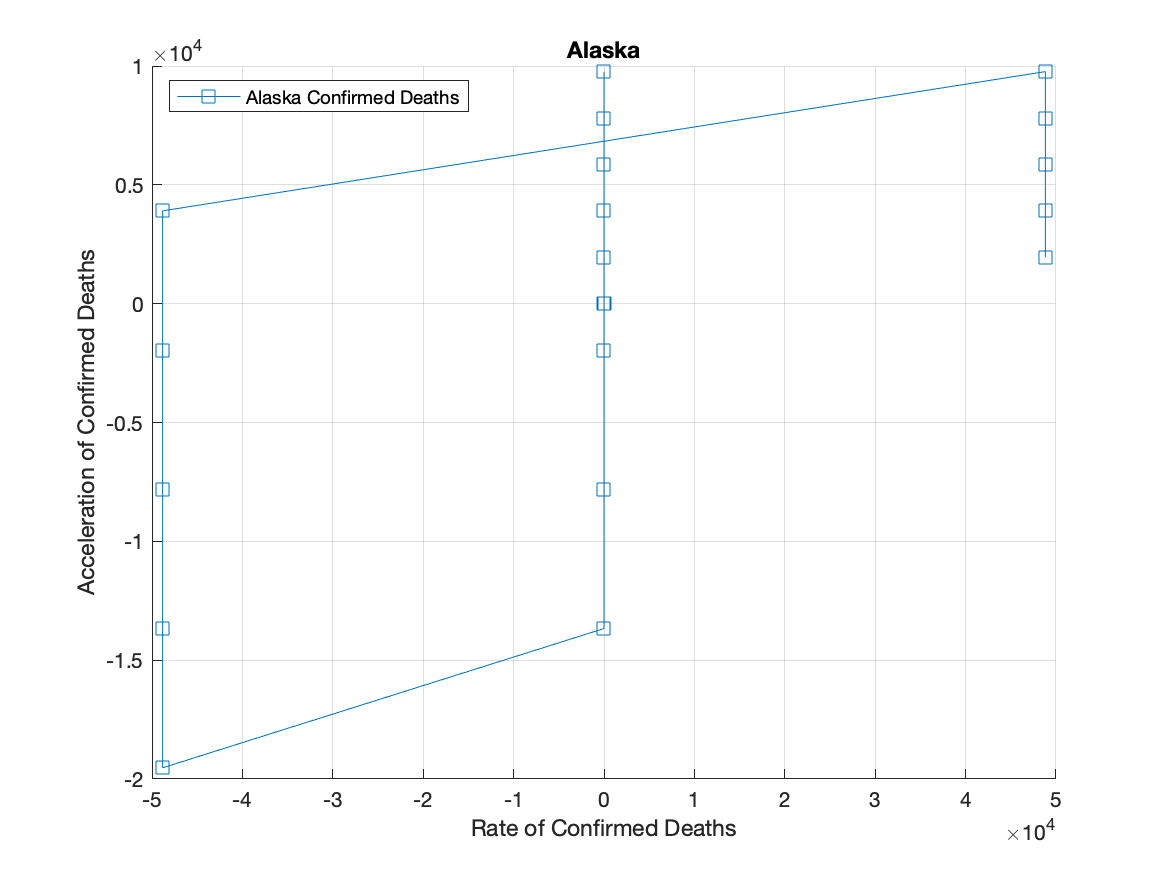 Alaska
×10⁴
Alaska Confirmed Deaths
1
0.5
0
-0.5
-1
-1.5
-2
Acceleration of Confirmed Deaths
-5 -4 -3 -2 -1 0 1 2 3 4 5
Rate of Confirmed Deaths
×10⁴